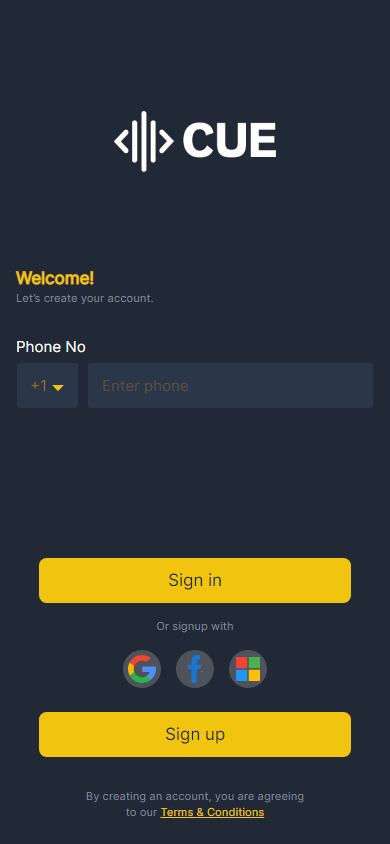 CUE
Welcome!
Let's create your account.
Phone No
+1
Enter phone
Sign in
Or signup with
Sign up
By creating an account, you are agreeing
to our Terms & Conditions